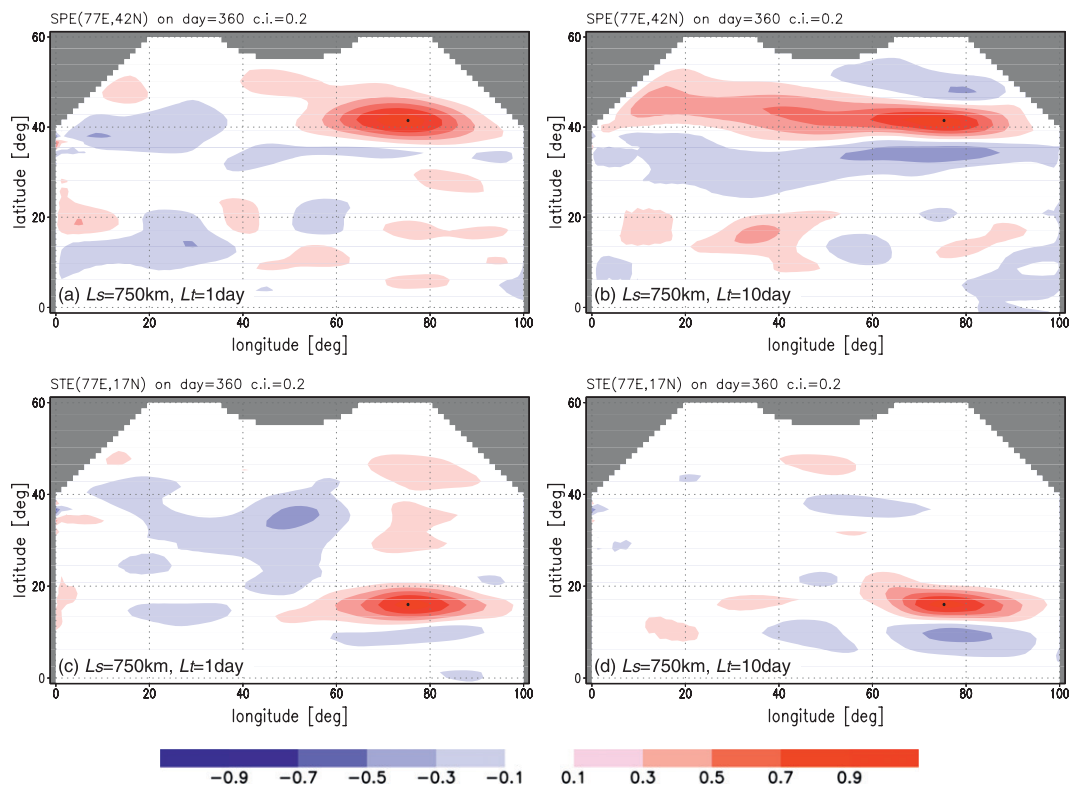 SPE(77E,42N) on day=360 c.i.=0.2
60
40
20
0
latitude [deg]
(a) Ls=750km, Lt=1day
0 20 40 60 80 100
longitude [deg]
SPE(77E,42N) on day=360 c.i.=0.2
60
40
20
0
latitude [deg]
(b) Ls=750km, Lt=10day
0 20 40 60 80 100
longitude [deg]
STE(77E,17N) on day=360 c.i.=0.2
60
40
20
0
latitude [deg]
(c) Ls=750km, Lt=1day
0 20 40 60 80 100
longitude [deg]
STE(77E,17N) on day=360 c.i.=0.2
60
40
20
0
latitude [deg]
(d) Ls=750km, Lt=10day
0 20 40 60 80 100
longitude [deg]
-0.9 -0.7 -0.5 -0.3 -0.1 0.1 0.3 0.5 0.7 0.9